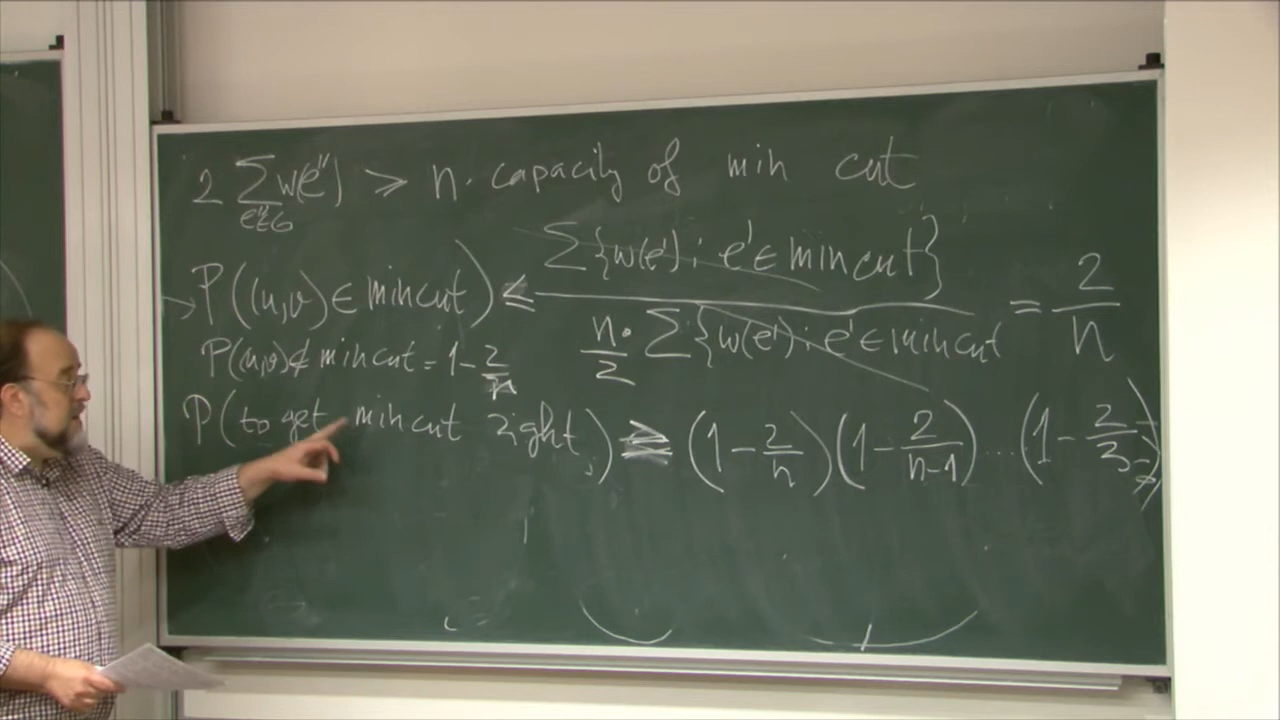 2 ∑ w(e'') ≥ n · capacity of min cut
e''∈G
P((u,v) ∈ mincut) ≤ ∑{w(e') : e' ∈ mincut} / (n/2 · ∑{w(e') : e' ∈ mincut} = 2/n
P(u,v) ∉ mincut = 1 - 2/n
P(to get mincut right) ≥ (1 - 2/n)(1 - 2/(n-1)) ... (1 - 2/3)